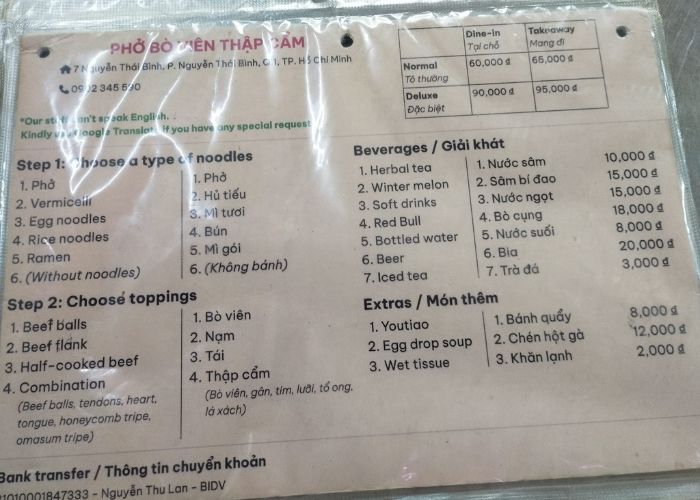 PHỞ BÒ VIÊN THẬP CẨM
7 Nguyễn Thái Bình, P. Nguyễn Thái Bình, Q1, TP. Hồ Chí Minh
Dine-in
Tại chỗ
Takeaway
Mang đi
Normal
Tô thường
60,000 đ
65,000 đ
Deluxe
Đặc biệt
90,000 đ
95,000 đ
*Our can't speak English.
Kindly Google Translate if you have any special request
Step 1: Choose a type of noodles
1. Phở
2. Vermicelli
3. Egg noodles
4. Rice noodles
5. Ramen
6. (Without noodles)
1. Phở
2. Hủ tiếu
3. Mì tươi
4. Bún
5. Mì gói
6. (Không bánh)
Step 2: Choose toppings
1. Beef balls
2. Beef flank
3. Half-cooked beef
4. Combination
(Beef balls, tendons, heart,
tongue, honeycomb tripe,
omasum tripe)
1. Bò viên
2. Nạm
3. Tái
4. Thập cẩm
(Bò viên, gân, tim, lưỡi, tổ ong,
lá xách)
Beverages / Giải khát
1. Herbal tea
2. Winter melon
3. Soft drinks
4. Red Bull
5. Bottled water
6. Beer
7. Iced tea
1. Nước sâm
2. Sâm bí đao
3. Nước ngọt
4. Bò cụng
5. Nước suối
6. Bia
7. Trà đá
10,000 đ
15,000 đ
15,000 đ
18,000 đ
8,000 đ
20,000 đ
3,000 đ
Extras / Món thêm
1. Youtiao
2. Egg drop soup
3. Wet tissue
1. Bánh quẩy
2. Chén hột gà
3. Khăn lạnh
8,000 đ
12,000 đ
2,000 đ
Bank transfer / Thông tin chuyển khoản
1010001847333 - Nguyễn Thu Lan - BIDV